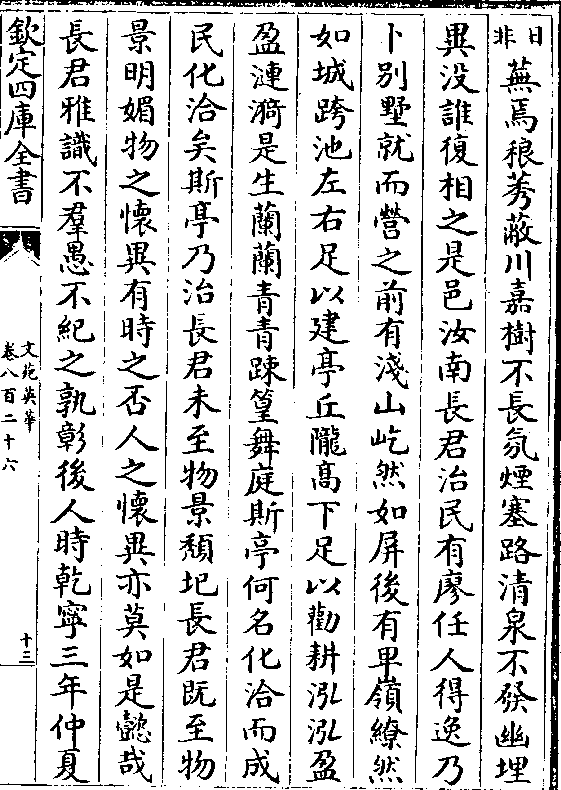 日非蕪焉稂莠蔽川嘉樹不長氛煙塞路清泉不發幽埋
異没誰復相之是邑汝南長君治民有廖任人得逸乃
卜别墅就而營之前有淺山屹然如屏後有卑嶺繚然
如城跨池左右足以建亭丘隴髙下足以勸耕泓泓盈
盈漣漪是生蘭蘭青青踈篁舞庭斯亭何名化洽而成
民化洽矣斯亭乃治長君未至物景頽圯長君既至物
景明媚物之懷異有時之否人之懷異亦莫如是懿哉
長君雅識不羣愚不紀之孰彰後人時乾寧三年仲夏
欽定四庫全書
文苑英華
卷八百二十六
十三